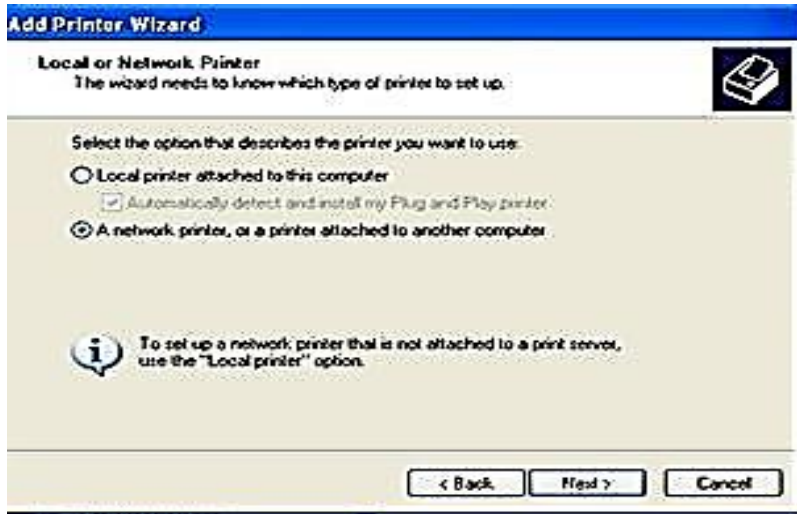 Add Printer Wizard
Local or Network Printer
The wizard needs to know which type of printer to set up.
Select the option that describes the printer you want to use:
Local printer attached to this computer
Automatically detect and install my Plug and Play printer
A network printer, or a printer attached to another computer
To set up a network printer that is not attached to a print server,
use the "Local printer" option.
< Back Next > Cancel